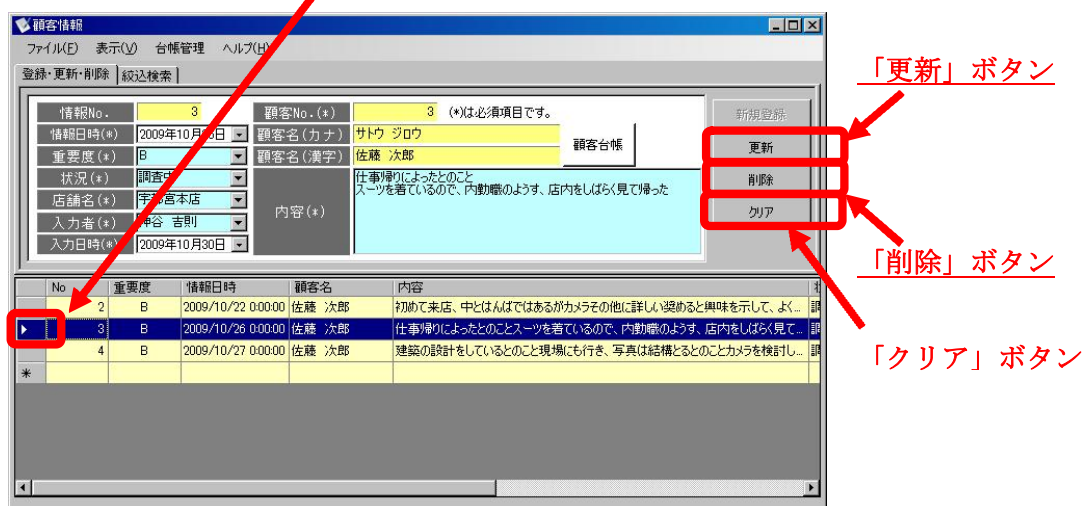 顧客情報
ファイル(F) 表示(V) 台帳管理 ヘルプ(H)
登録・更新・削除 絞込検索
情報No. 3 顧客No.(*) 3 (*)は必須項目です。 新規登録
情報日時(*) 2009年10月 日 顧客名(カナ) サトウ ジロウ 顧客台帳 更新
重要度(*) B 顧客名(漢字) 佐藤 次郎
状況(*) 調査中 内容(*) 仕事帰りによったとのこと 削除
スーツを着ているので、内勤職のようす、店内をしばらく見て帰った
店舗名(*) 宇都宮本店 クリア
入力者(*) 神谷 吉則
入力日時(*) 2009年10月30日
No 重要度 情報日時 顧客名 内容
2 B 2009/10/22 0:00:00 佐藤 次郎 初めて来店、中とはんぱではあるがカメラその他に詳しい奨めると興味を示して、よく... 調
3 B 2009/10/26 0:00:00 佐藤 次郎 仕事帰りによったとのことスーツを着ているので、内勤職のようす、店内をしばらく見て... 調
4 B 2009/10/27 0:00:00 佐藤 次郎 建築の設計をしているとのこと現場にも行き、写真は結構とるとのことカメラを検討し... 調
「更新」ボタン
「削除」ボタン
「クリア」ボタン